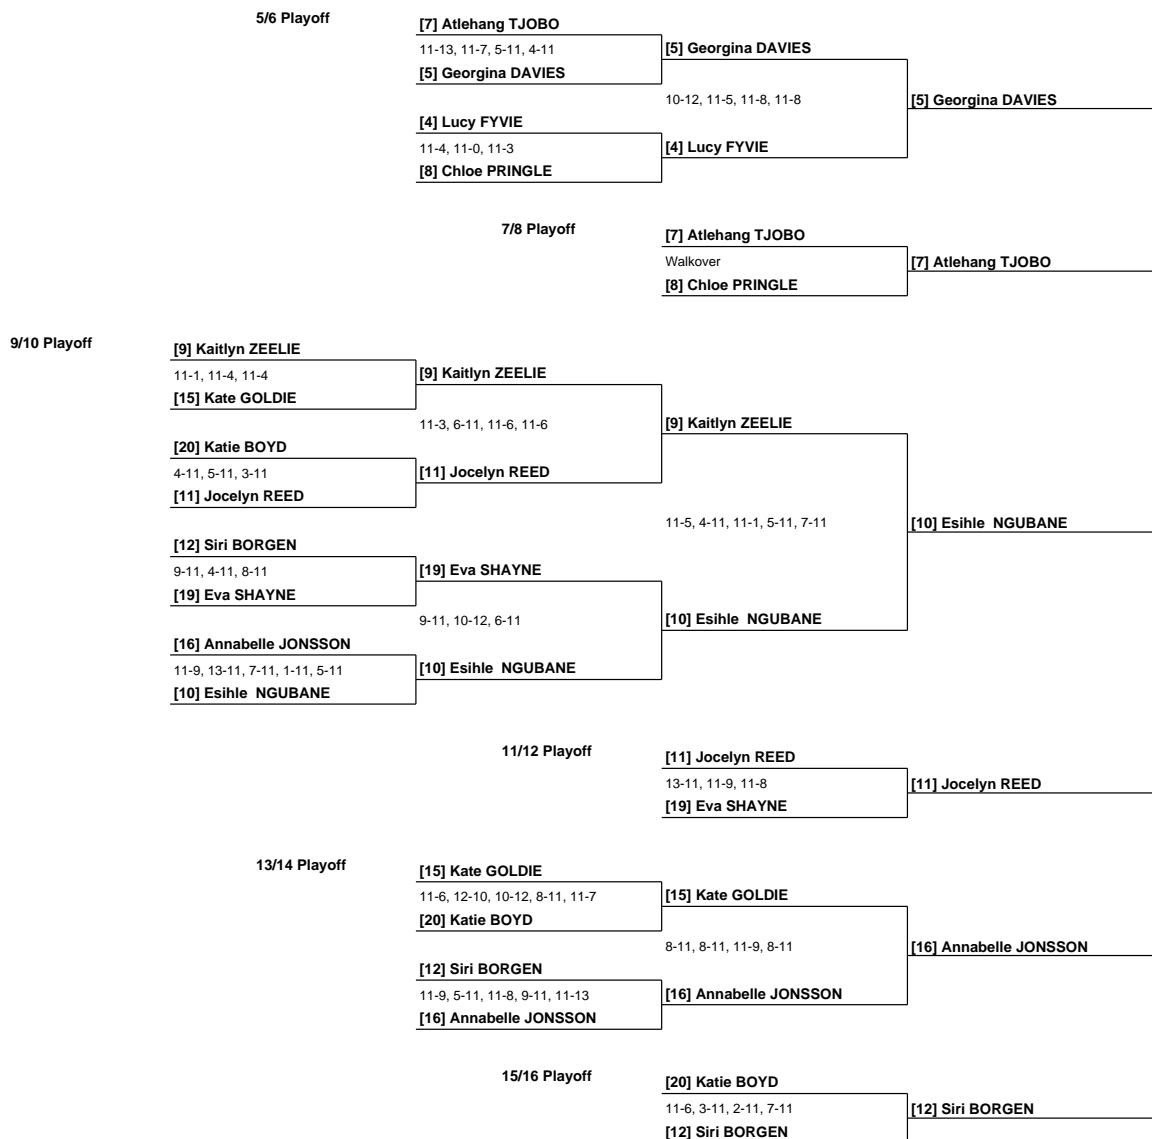 5/6 Playoff
[7] Atlehang TJOBO
11-13, 11-7, 5-11, 4-11
[5] Georgina DAVIES
[5] Georgina DAVIES
10-12, 11-5, 11-8, 11-8
[5] Georgina DAVIES
[4] Lucy FYVIE
11-4, 11-0, 11-3
[4] Lucy FYVIE
[8] Chloe PRINGLE
7/8 Playoff
[7] Atlehang TJOBO
Walkover
[7] Atlehang TJOBO
[8] Chloe PRINGLE
9/10 Playoff
[9] Kaitlyn ZEELIE
11-1, 11-4, 11-4
[9] Kaitlyn ZEELIE
[15] Kate GOLDIE
11-3, 6-11, 11-6, 11-6
[9] Kaitlyn ZEELIE
[20] Katie BOYD
4-11, 5-11, 3-11
[11] Jocelyn REED
[11] Jocelyn REED
11-5, 4-11, 11-1, 5-11, 7-11
[10] Esihle  NGUBANE
[12] Siri BORGEN
9-11, 4-11, 8-11
[19] Eva SHAYNE
[19] Eva SHAYNE
9-11, 10-12, 6-11
[10] Esihle  NGUBANE
[16] Annabelle JONSSON
11-9, 13-11, 7-11, 1-11, 5-11
[10] Esihle  NGUBANE
[10] Esihle  NGUBANE
11/12 Playoff
[11] Jocelyn REED
13-11, 11-9, 11-8
[11] Jocelyn REED
[19] Eva SHAYNE
13/14 Playoff
[15] Kate GOLDIE
11-6, 12-10, 10-12, 8-11, 11-7
[15] Kate GOLDIE
[20] Katie BOYD
8-11, 8-11, 11-9, 8-11
[16] Annabelle JONSSON
[12] Siri BORGEN
11-9, 5-11, 11-8, 9-11, 11-13
[16] Annabelle JONSSON
[16] Annabelle JONSSON
15/16 Playoff
[20] Katie BOYD
11-6, 3-11, 2-11, 7-11
[12] Siri BORGEN
[12] Siri BORGEN